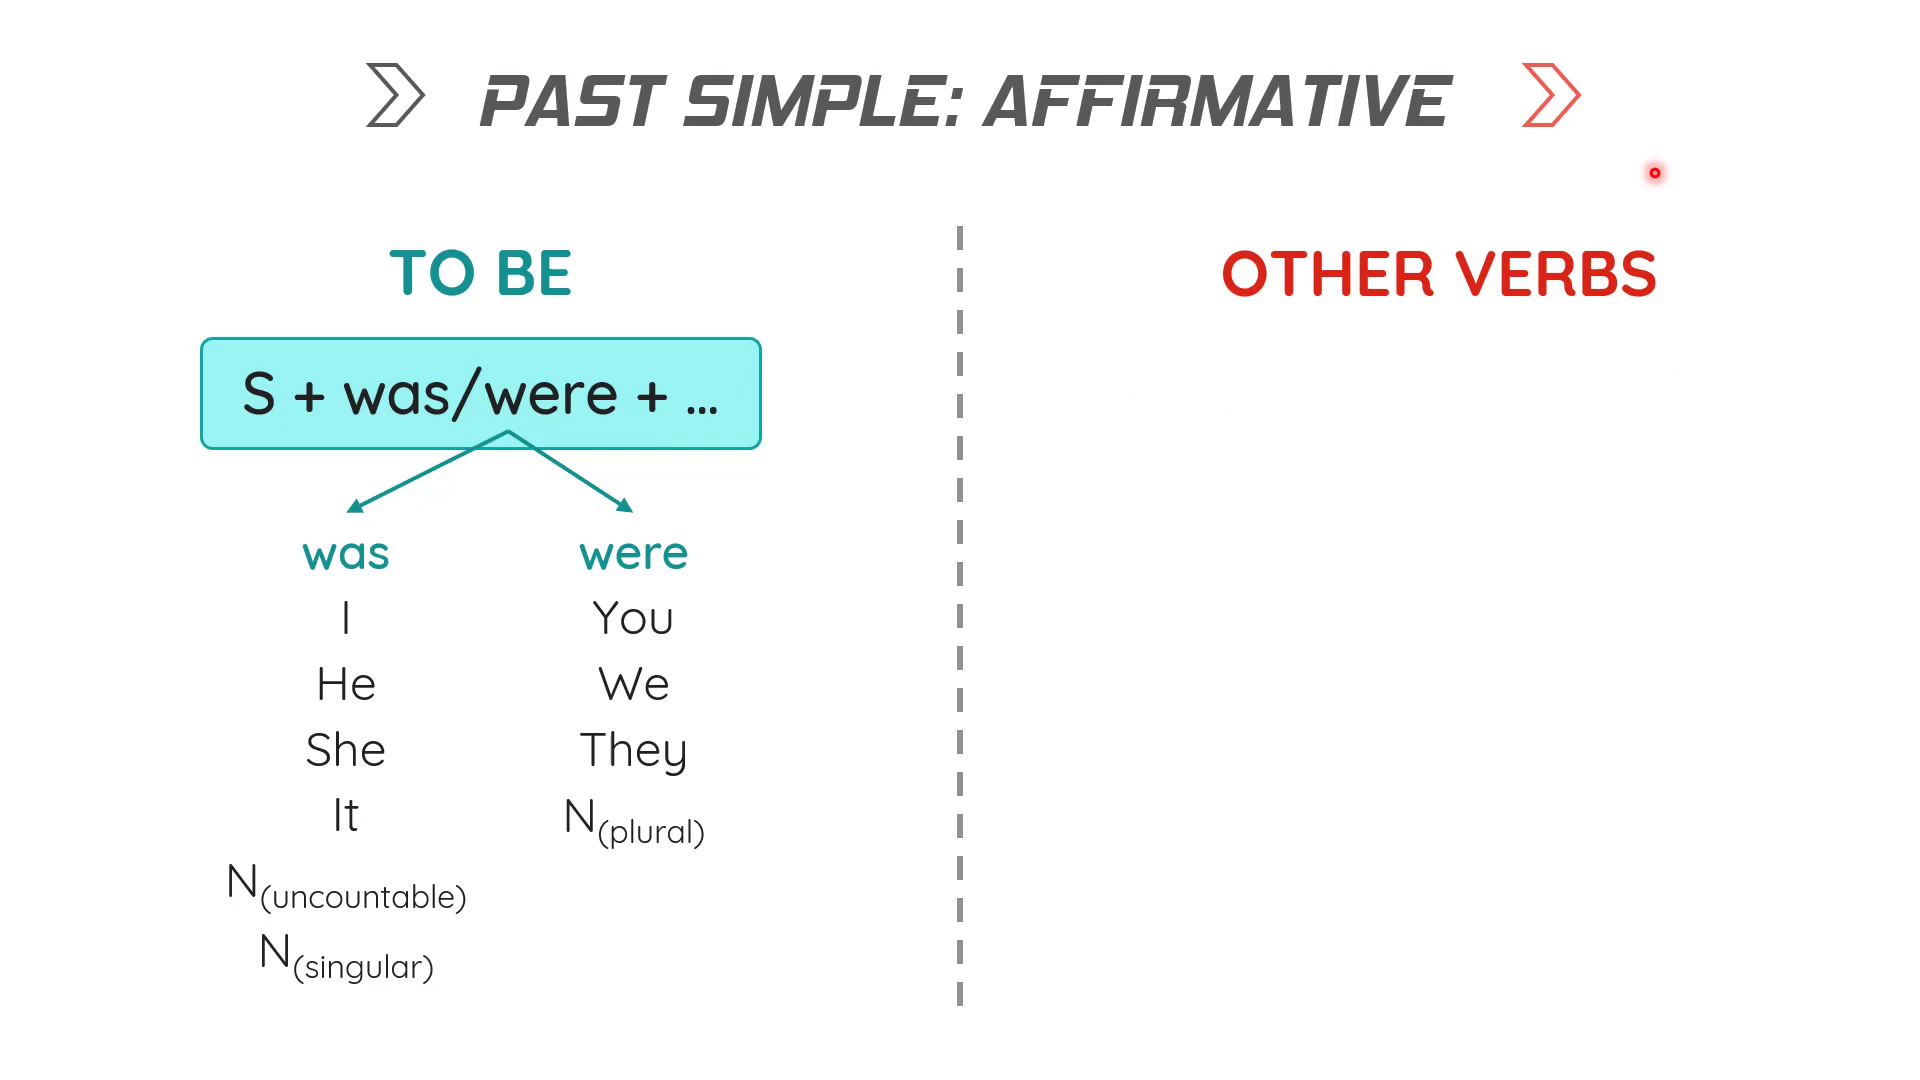 PAST SIMPLE: AFFIRMATIVE
TO BE
S + was/were + ...
was
I
He
She
It
N(uncountable)
N(singular)
were
You
We
They
N(plural)
OTHER VERBS